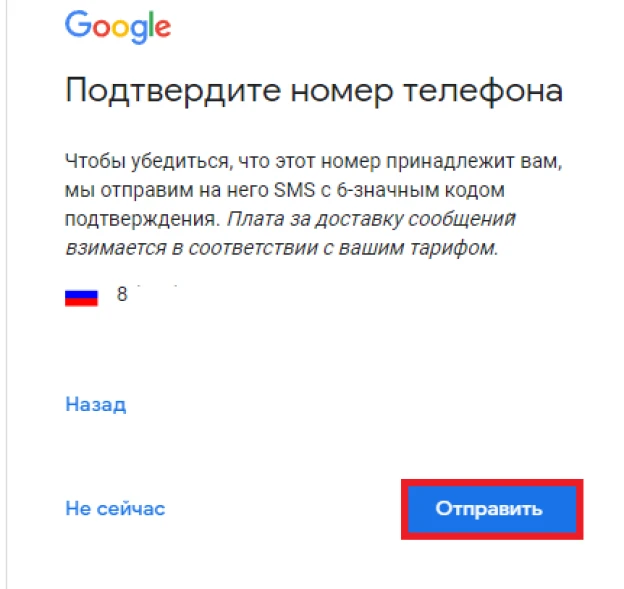 Google
Подтвердите номер телефона
Чтобы убедиться, что этот номер принадлежит вам,
мы отправим на него SMS с 6-значным кодом
подтверждения. Плата за доставку сообщений
взимается в соответствии с вашим тарифом.
8
Назад
Не сейчас
Отправить